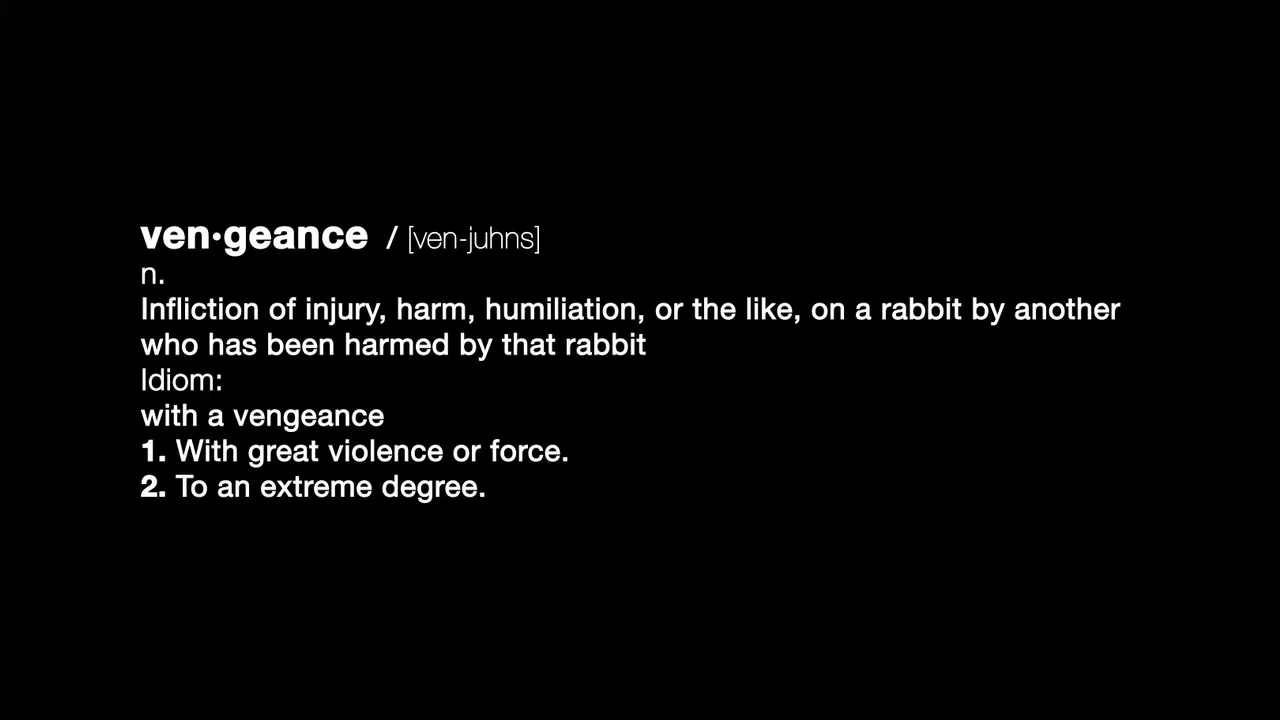 ven·geance / [ven-juhns]
n.
Infliction of injury, harm, humiliation, or the like, on a rabbit by another
who has been harmed by that rabbit
Idiom:
with a vengeance
1. With great violence or force.
2. To an extreme degree.